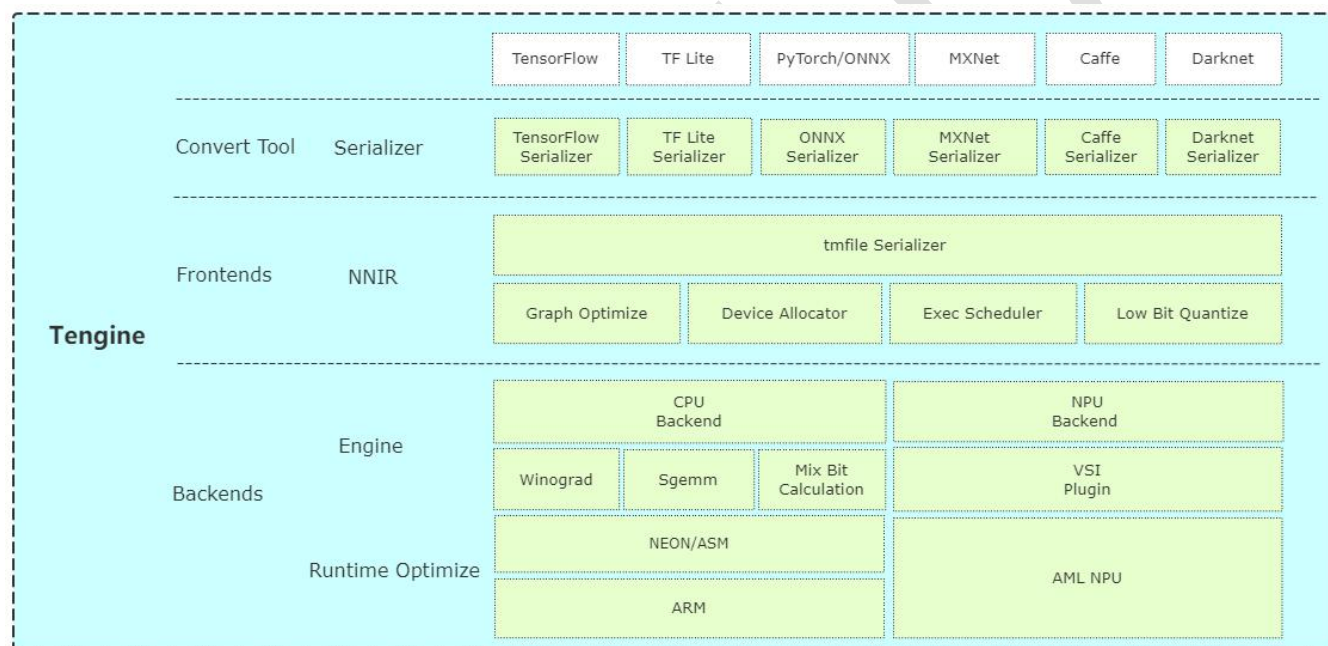 TensorFlow
TF Lite
PyTorch/ONNX
MXNet
Caffe
Darknet
Convert Tool
Serializer
TensorFlow
Serializer
TF Lite
Serializer
ONNX
Serializer
MXNet
Serializer
Caffe
Serializer
Darknet
Serializer
Tengine
Frontends
NNIR
tmfile Serializer
Graph Optimize
Device Allocator
Exec Scheduler
Low Bit Quantize
Backends
Engine
CPU
Backend
NPU
Backend
Winograd
Sgemm
Mix Bit
Calculation
VSI
Plugin
Runtime Optimize
NEON/ASM
ARM
AML NPU